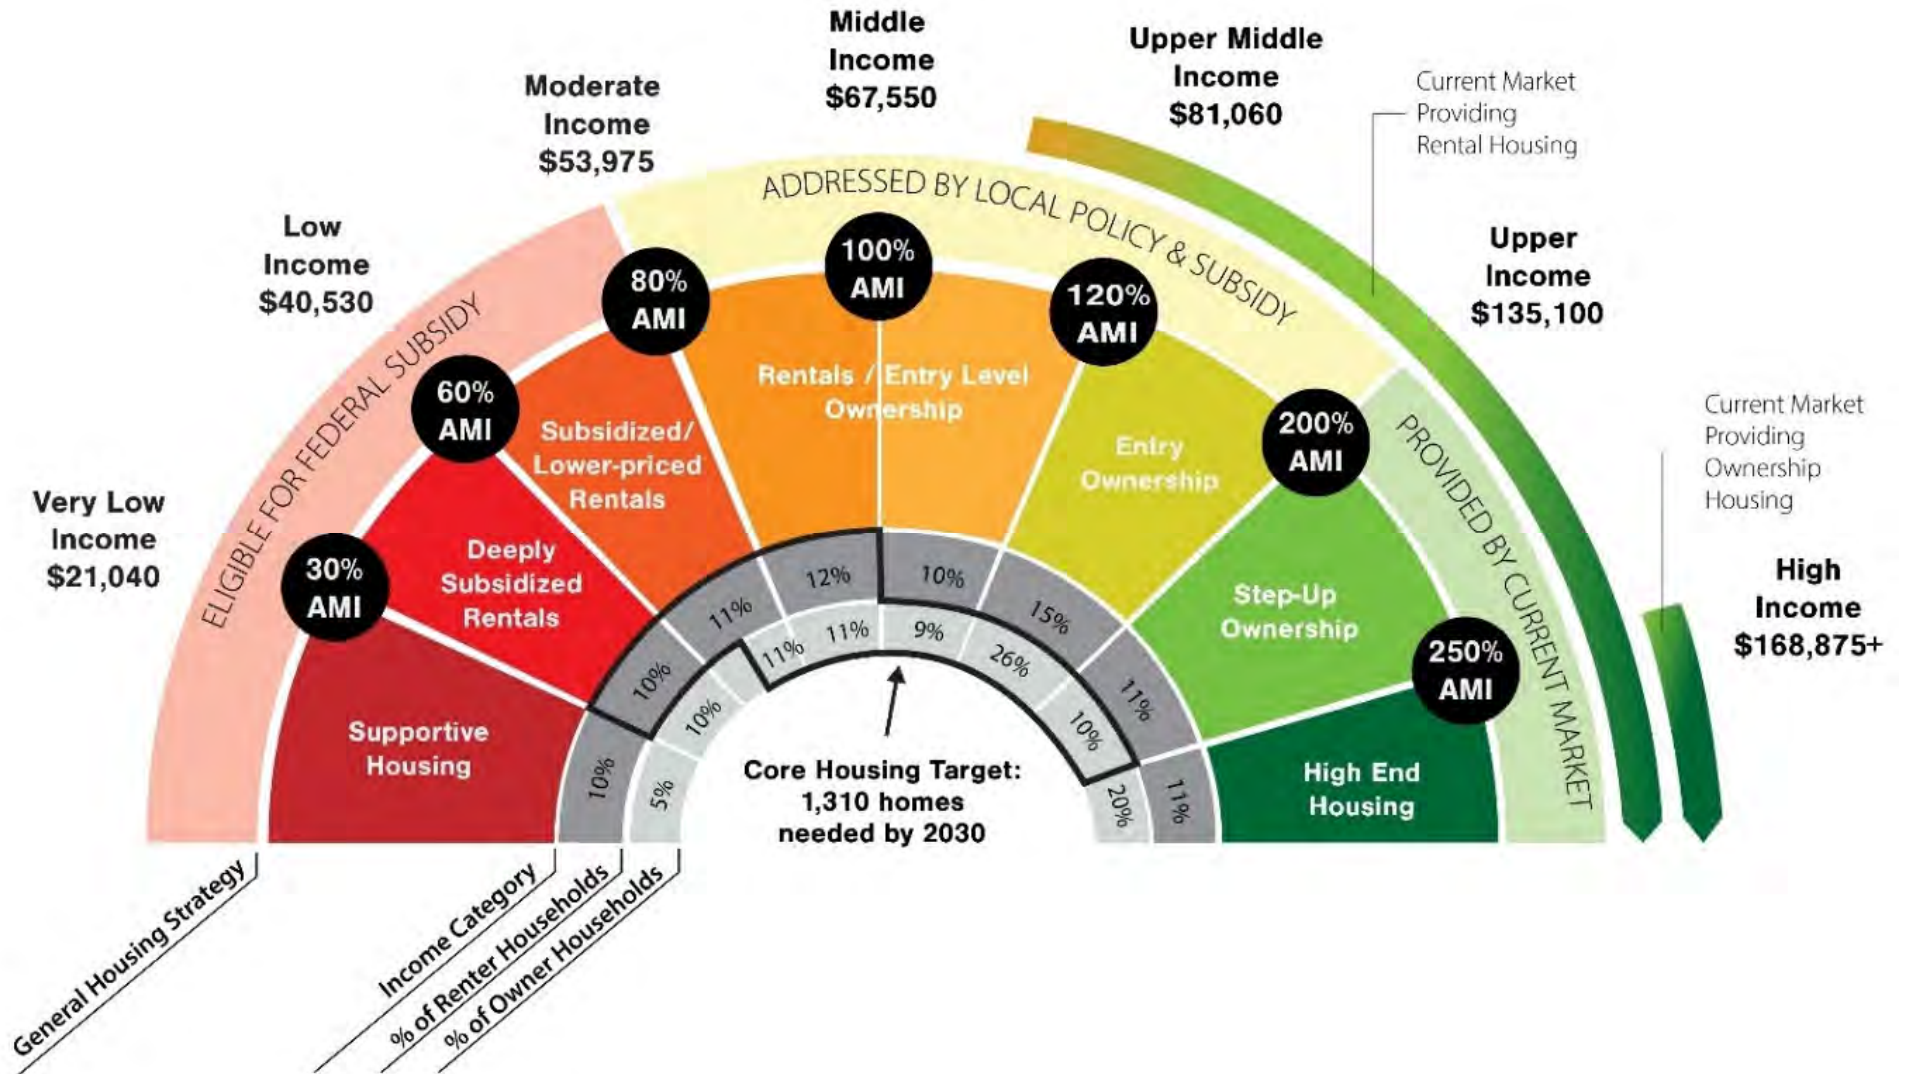 Middle
Income
$67,550
Upper Middle
Income
$81,060
Moderate
Income
$53,975
Current Market
Providing
Rental Housing
Low
Income
$40,530
Upper
Income
$135,100
Very Low
Income
$21,040
Current Market
Providing
Ownership
Housing
High
Income
$168,875+
ELIGIBLE FOR FEDERAL SUBSIDY
ADDRESSED BY LOCAL POLICY & SUBSIDY
PROVIDED BY CURRENT MARKET
30%
AMI
60%
AMI
80%
AMI
100%
AMI
120%
AMI
200%
AMI
250%
AMI
Supportive
Housing
Deeply
Subsidized
Rentals
Subsidized/
Lower-priced
Rentals
Rentals / Entry Level
Ownership
Entry
Ownership
Step-Up
Ownership
High End
Housing
10%
10%
11%
12%
10%
15%
11%
11%
5%
10%
11%
11%
9%
26%
10%
20%
Core Housing Target:
1,310 homes
needed by 2030
General Housing Strategy
Income Category
% of Renter Households
% of Owner Households